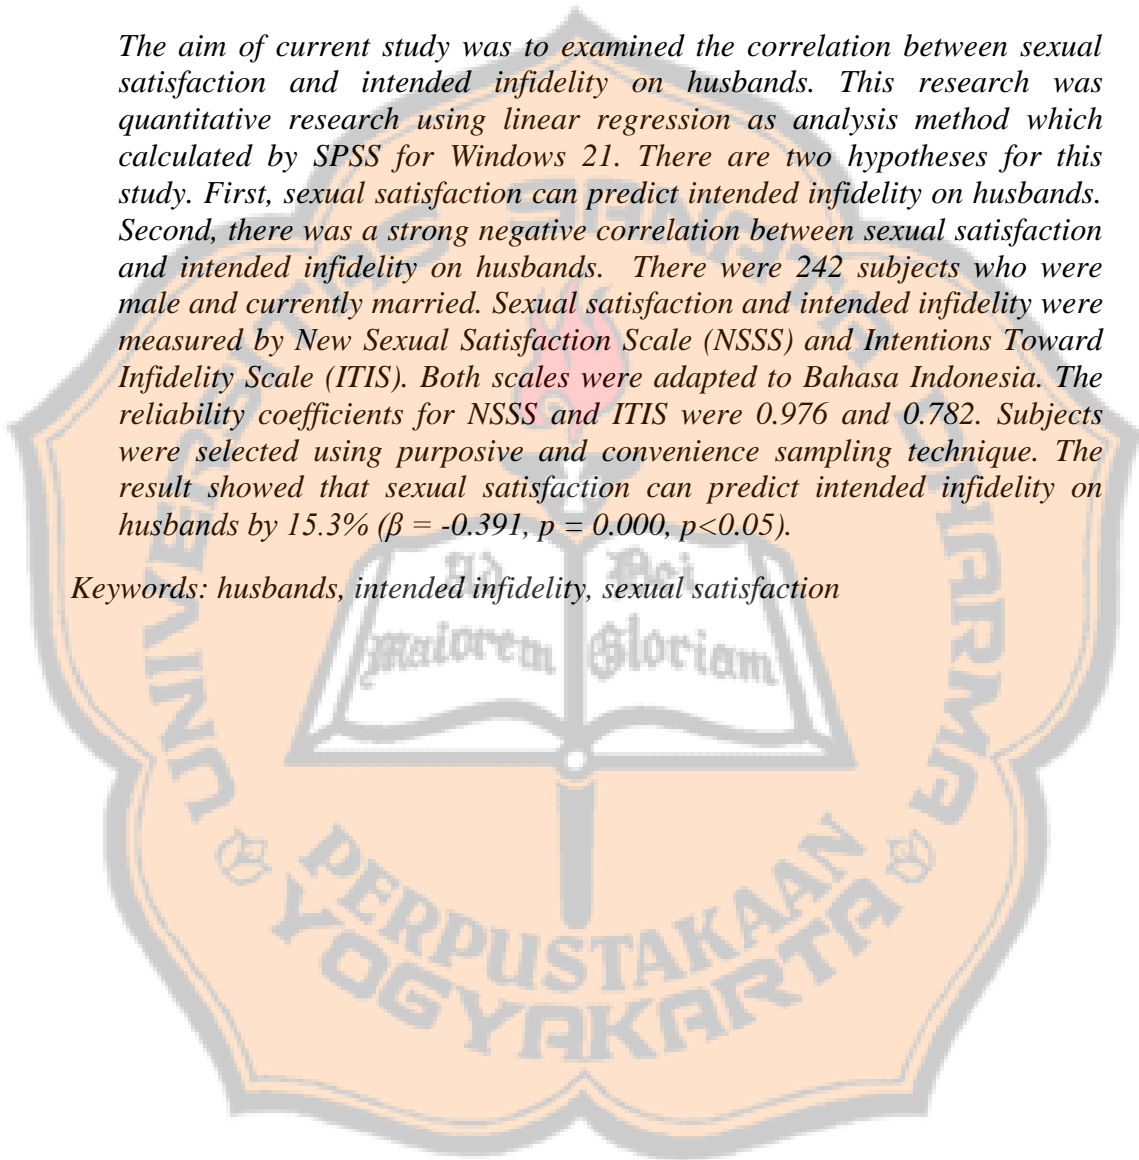 The aim of current study was to examined the correlation between sexual
satisfaction and intended infidelity on husbands. This research was
quantitative research using linear regression as analysis method which
calculated by SPSS for Windows 21. There are two hypotheses for this
study. First, sexual satisfaction can predict intended infidelity on husbands.
Second, there was a strong negative correlation between sexual satisfaction
and intended infidelity on husbands. There were 242 subjects who were
male and currently married. Sexual satisfaction and intended infidelity were
measured by New Sexual Satisfaction Scale (NSSS) and Intentions Toward
Infidelity Scale (ITIS). Both scales were adapted to Bahasa Indonesia. The
reliability coefficients for NSSS and ITIS were 0.976 and 0.782. Subjects
were selected using purposive and convenience sampling technique. The
result showed that sexual satisfaction can predict intended infidelity on
husbands by 15.3% (β = -0.391, p = 0.000, p<0.05).
Keywords: husbands, intended infidelity, sexual satisfaction
UNIVERSITAS SANATA DHARMA
Ad Dei
maiorem Gloriam
PERPUSTAKAAN
YOGYAKARTA